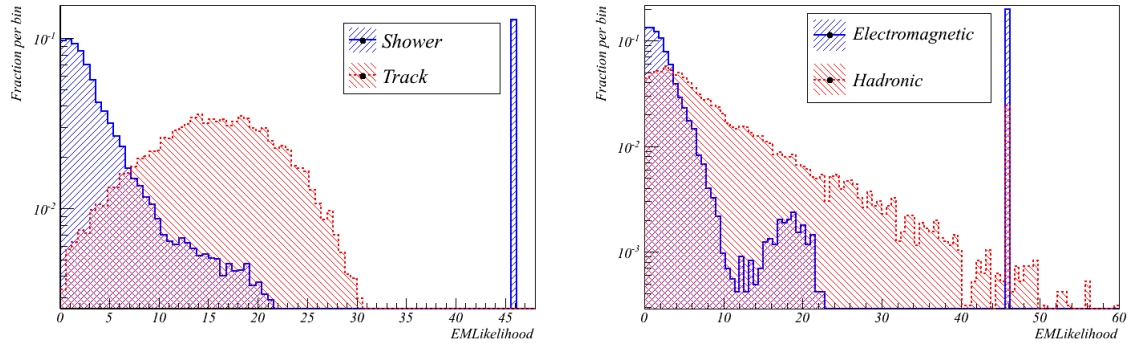 Fraction per bin
10^-1
10^-2
Shower
Track
0 5 10 15 20 25 30 35 40 45
EMLikelihood
Fraction per bin
10^-1
10^-2
10^-3
Electromagnetic
Hadronic
0 10 20 30 40 50 60
EMLikelihood